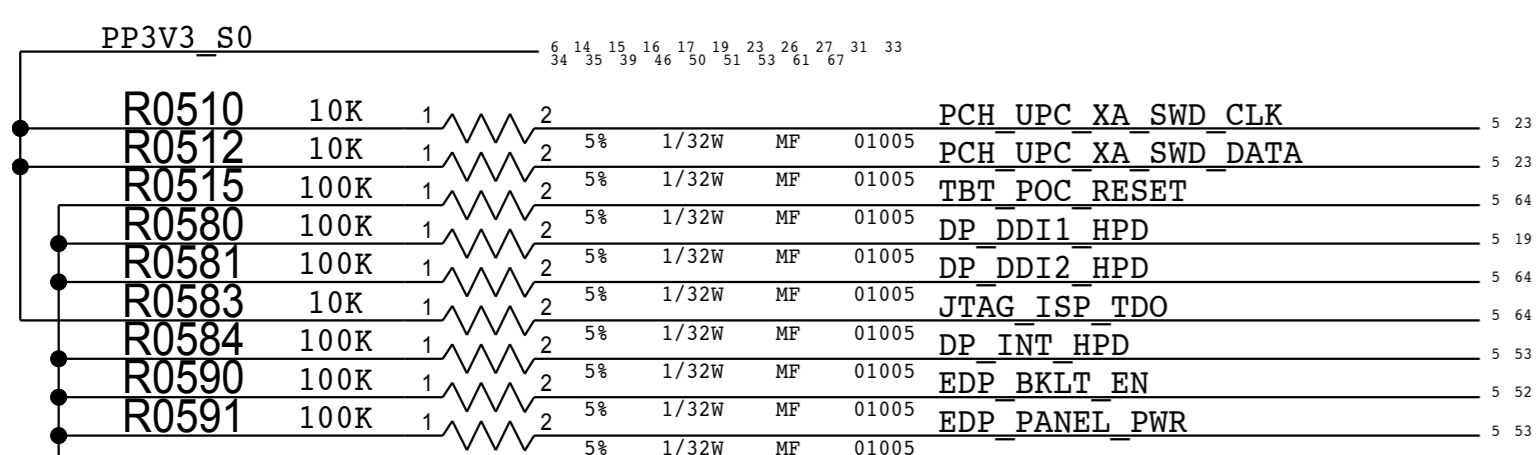 PP3V3_S0
6 14 15 16 17 19 23 26 27 31 33
34 35 39 46 50 51 53 61 67
R0510 10K 1 2 PCH_UPC_XA_SWD_CLK 5 23
5% 1/32W MF 01005
R0512 10K 1 2 PCH_UPC_XA_SWD_DATA 5 23
5% 1/32W MF 01005
R0515 100K 1 2 TBT_POC_RESET 5 64
5% 1/32W MF 01005
R0580 100K 1 2 DP_DDI1_HPD 5 19
5% 1/32W MF 01005
R0581 100K 1 2 DP_DDI2_HPD 5 64
5% 1/32W MF 01005
R0583 10K 1 2 JTAG_ISP_TDO 5 64
5% 1/32W MF 01005
R0584 100K 1 2 DP_INT_HPD 5 53
5% 1/32W MF 01005
R0590 100K 1 2 EDP_BKLT_EN 5 52
5% 1/32W MF 01005
R0591 100K 1 2 EDP_PANEL_PWR 5 53
5% 1/32W MF 01005